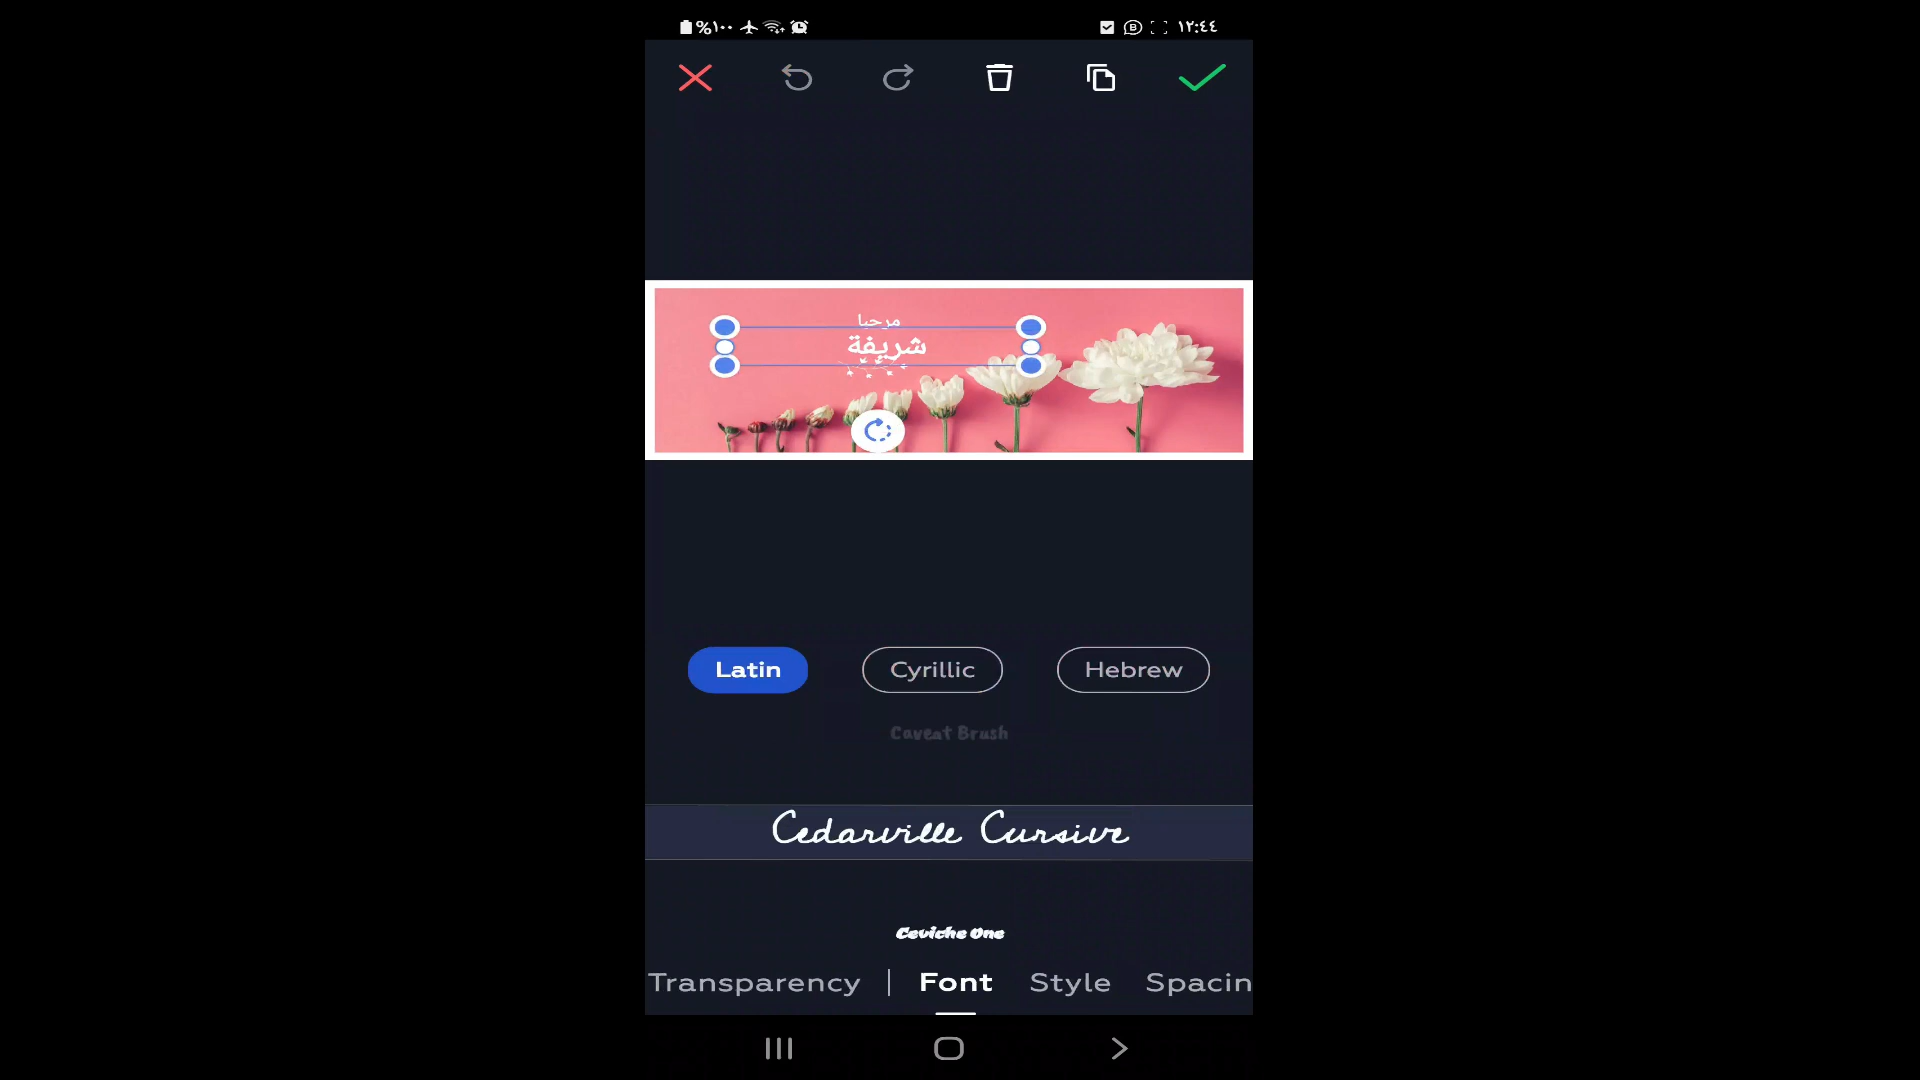 %١٠٠ ١٢:٤٤
مرحبا
شريفة
Latin Cyrillic Hebrew
Caveat Brush
Cedarville Cursive
Ceviche One
Transparency | Font Style Spacin